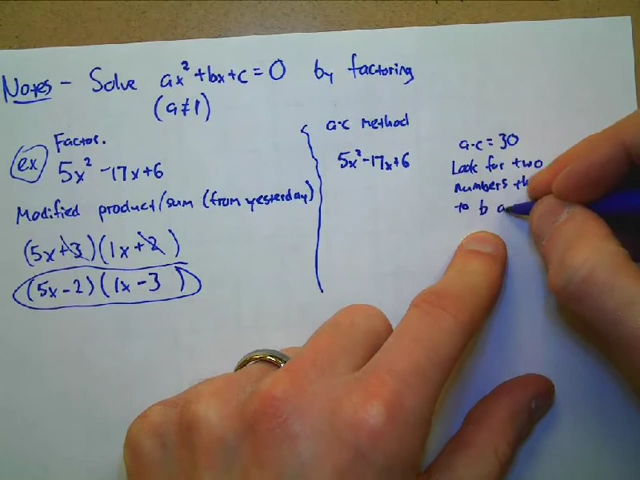 Notes - Solve ax² + bx + c = 0 by factoring
(a≠1)
ex Factor.
5x² - 17x + 6
Modified product/sum (from yesterday)
(5x+3)(1x+2)
(5x-2)(1x-3)
a·c method
5x² - 17x + 6
a·c = 30
Look for two
numbers
to b